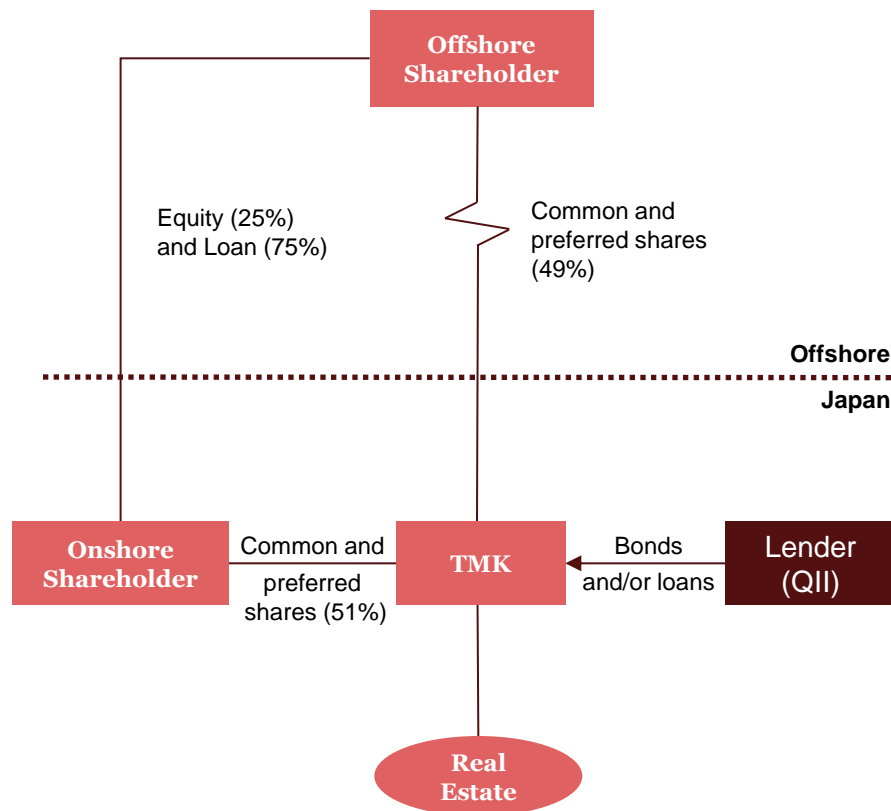 Offshore
Shareholder
Equity (25%)
and Loan (75%)
Common and
preferred shares
(49%)
Offshore
Japan
Onshore
Shareholder
Common and
preferred
shares (51%)
TMK
Bonds
and/or loans
Lender
(QII)
Real
Estate